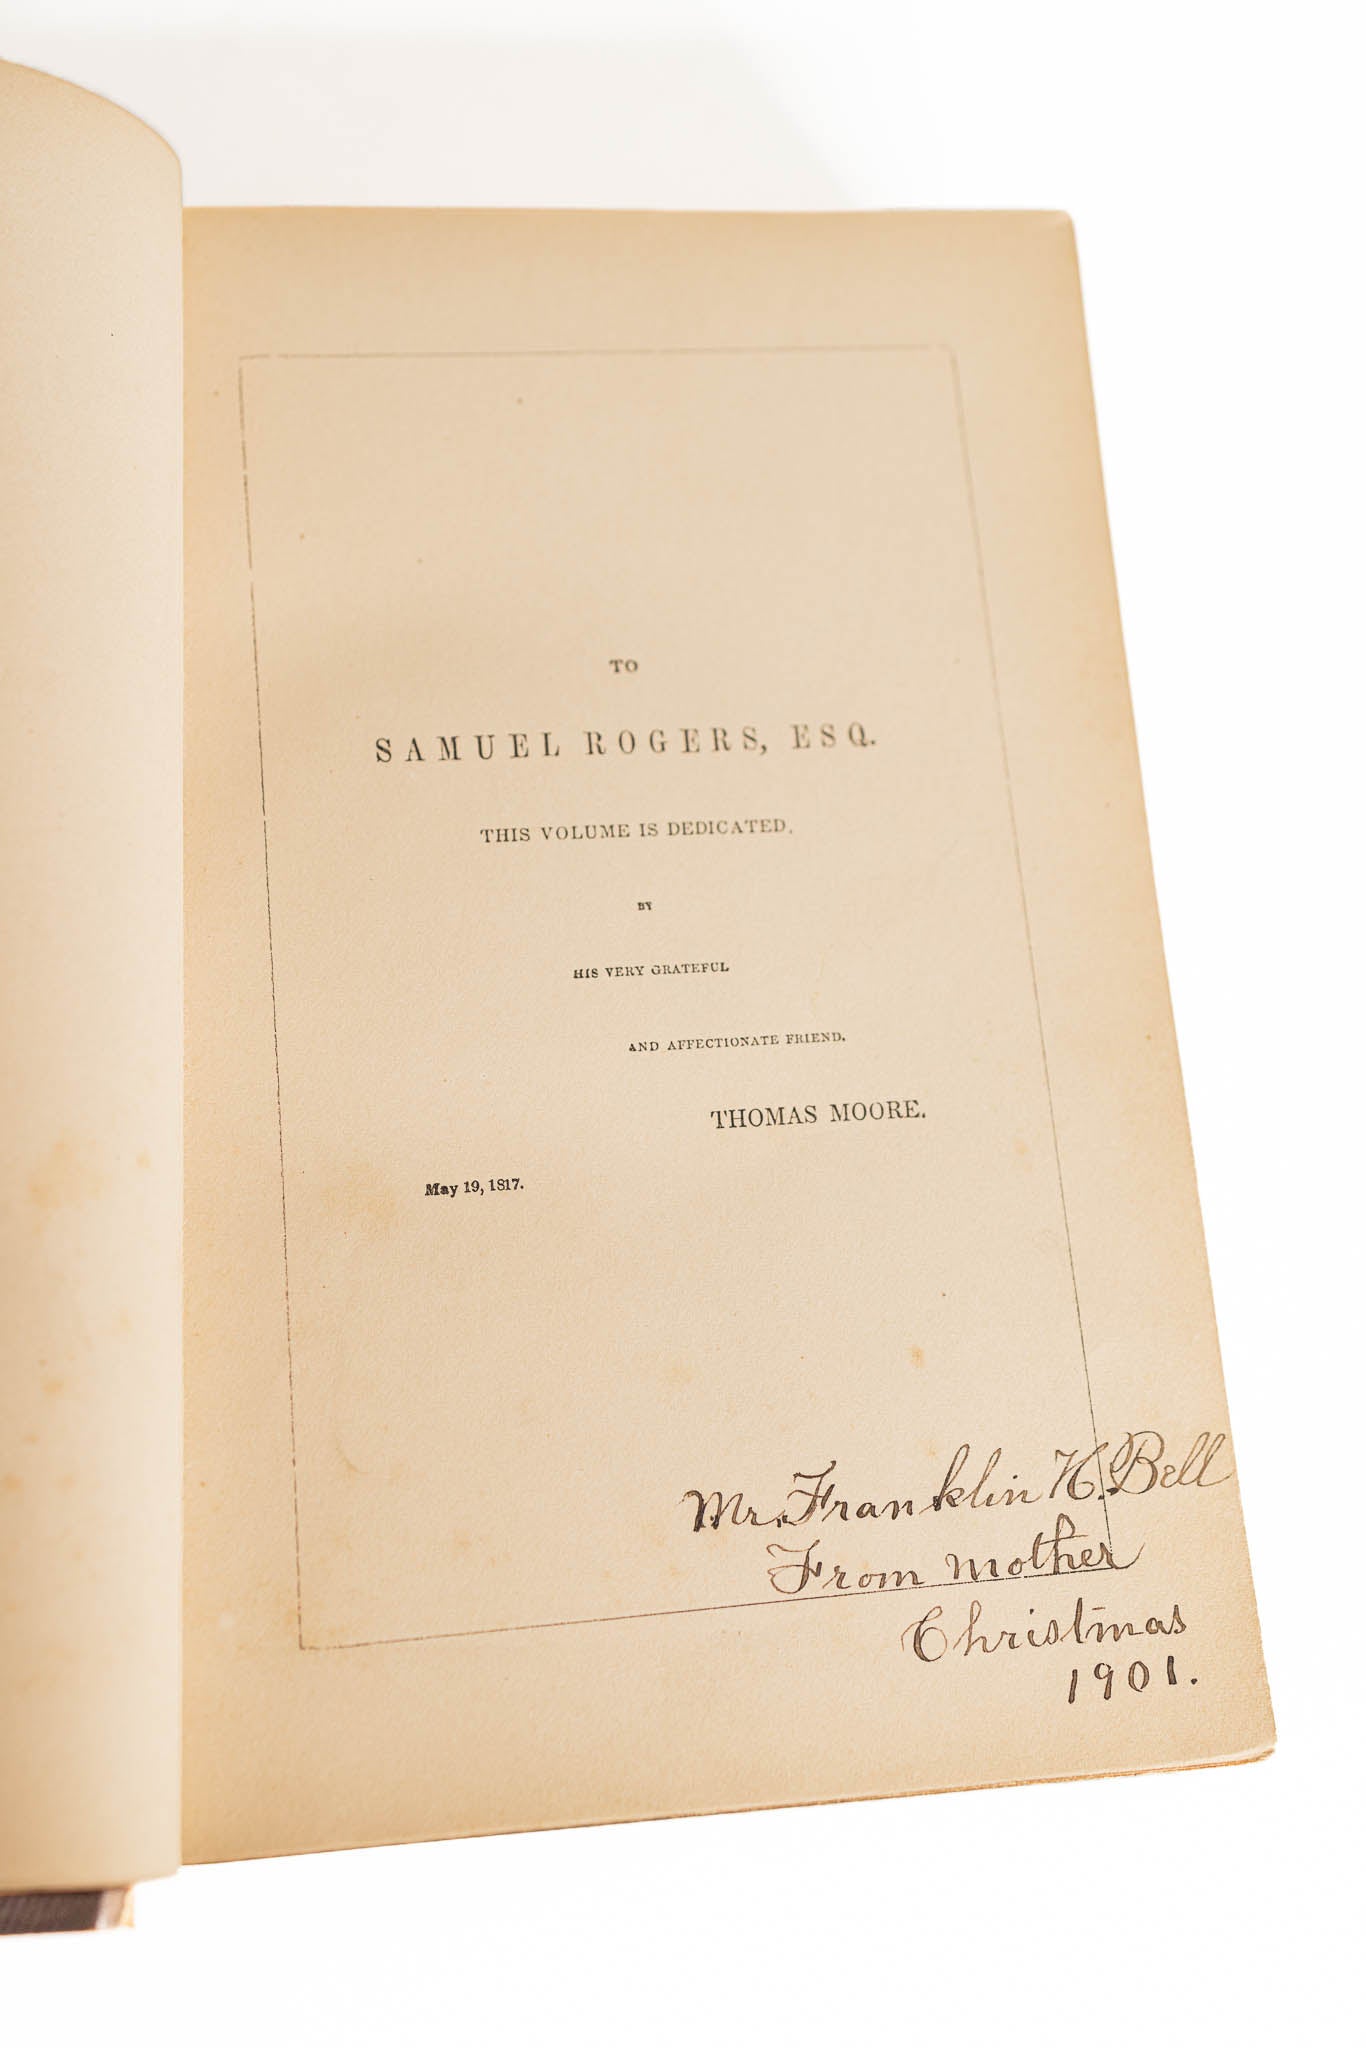 TO
SAMUEL ROGERS, ESQ.
THIS VOLUME IS DEDICATED,
BY
HIS VERY GRATEFUL
AND AFFECTIONATE FRIEND,
THOMAS MOORE.
May 19, 1817.
Mr. Franklin H. Bell
From mother
Christmas
1901.